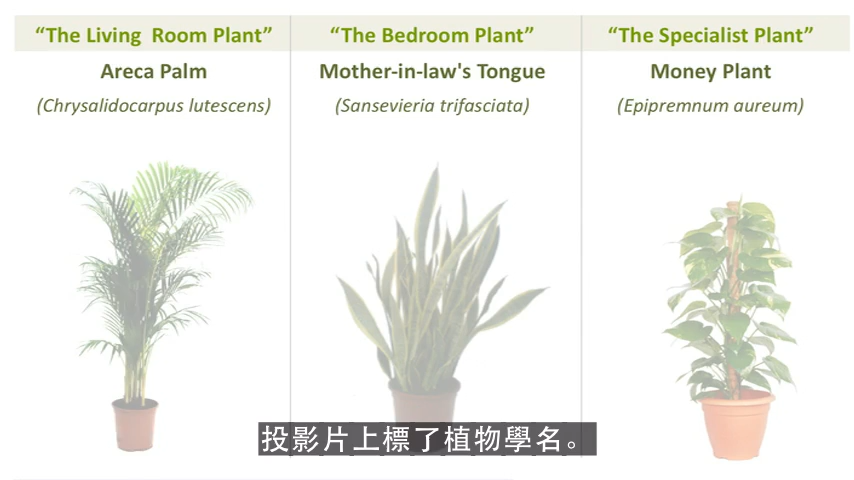 “The Living Room Plant”
Areca Palm
(Chrysalidocarpus lutescens)
“The Bedroom Plant”
Mother-in-law's Tongue
(Sansevieria trifasciata)
“The Specialist Plant”
Money Plant
(Epipremnum aureum)
投影片上標了植物學名。